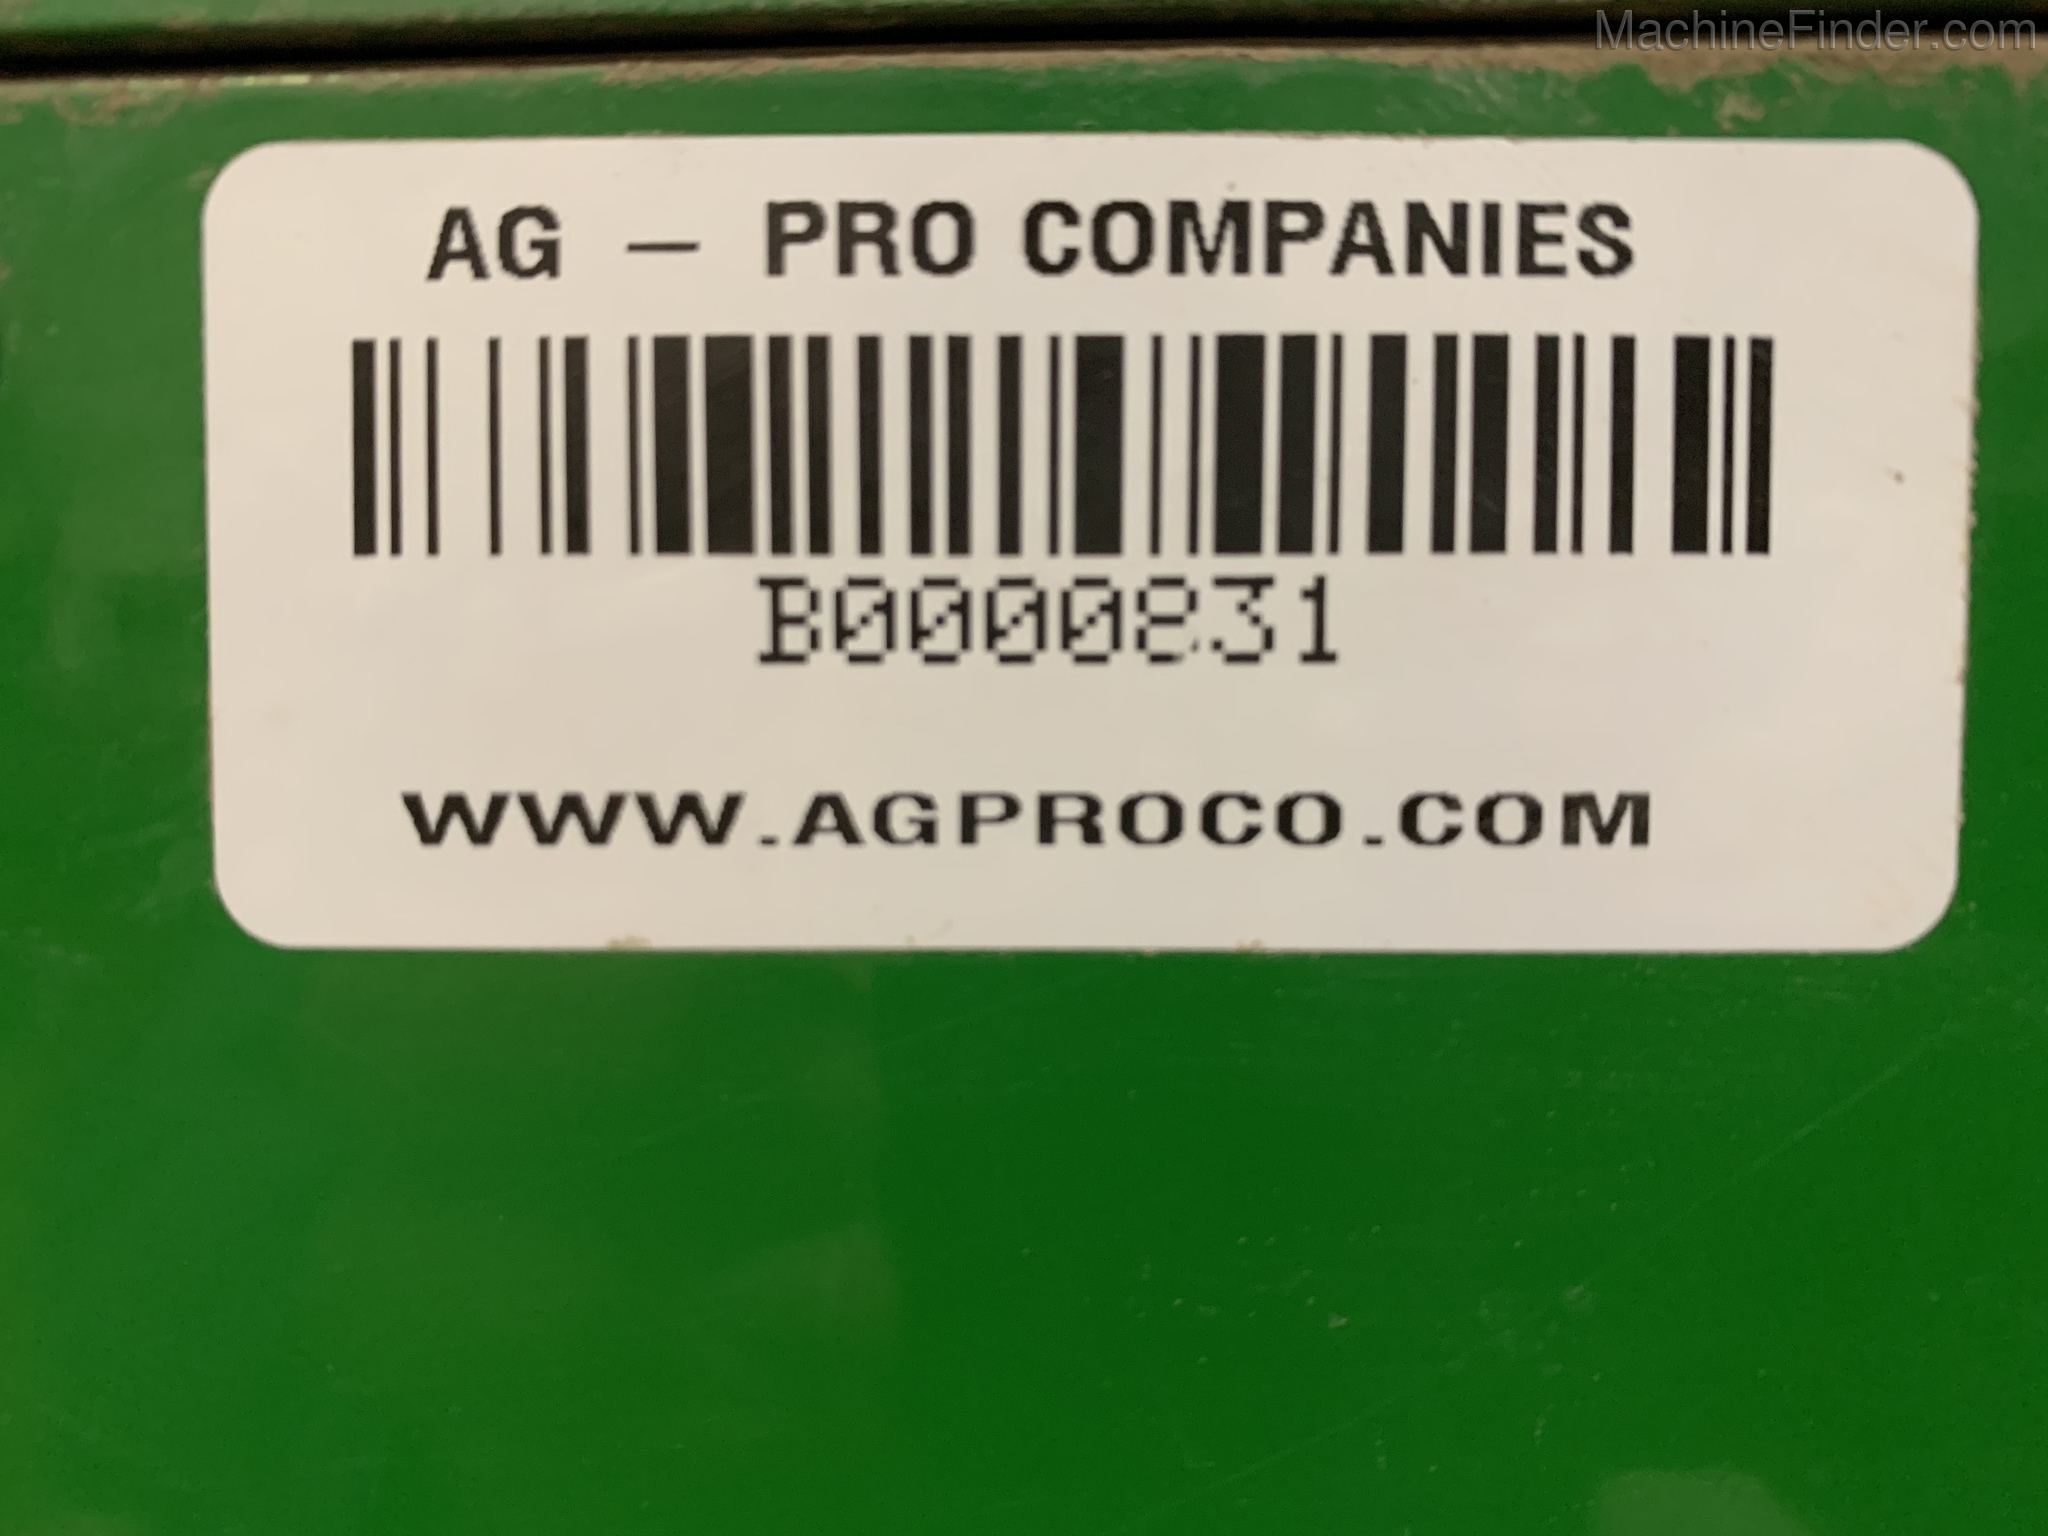 MachineFinder.com
AG - PRO COMPANIES
B0000831
WWW.AGPROCO.COM